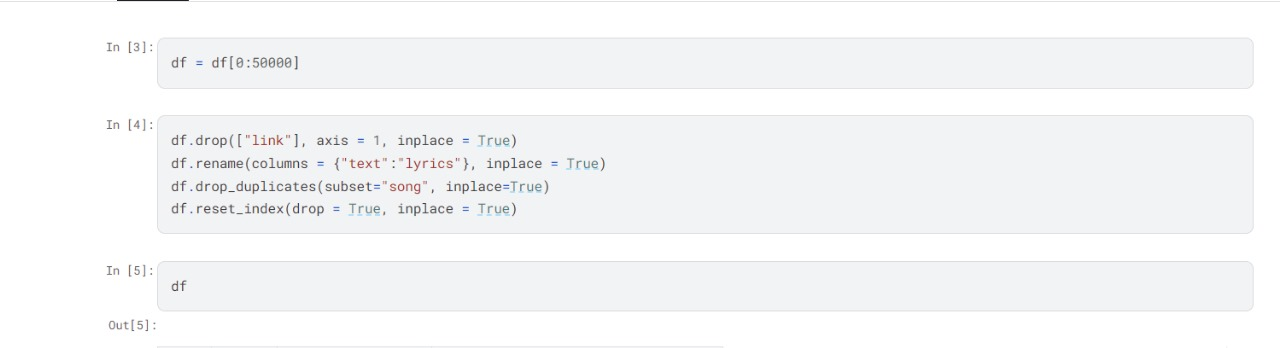 In [3]:
df = df[0:50000]
In [4]:
df.drop(["link"], axis = 1, inplace = True)
df.rename(columns = {"text":"lyrics"}, inplace = True)
df.drop_duplicates(subset="song", inplace=True)
df.reset_index(drop = True, inplace = True)
In [5]:
df
Out[5]: